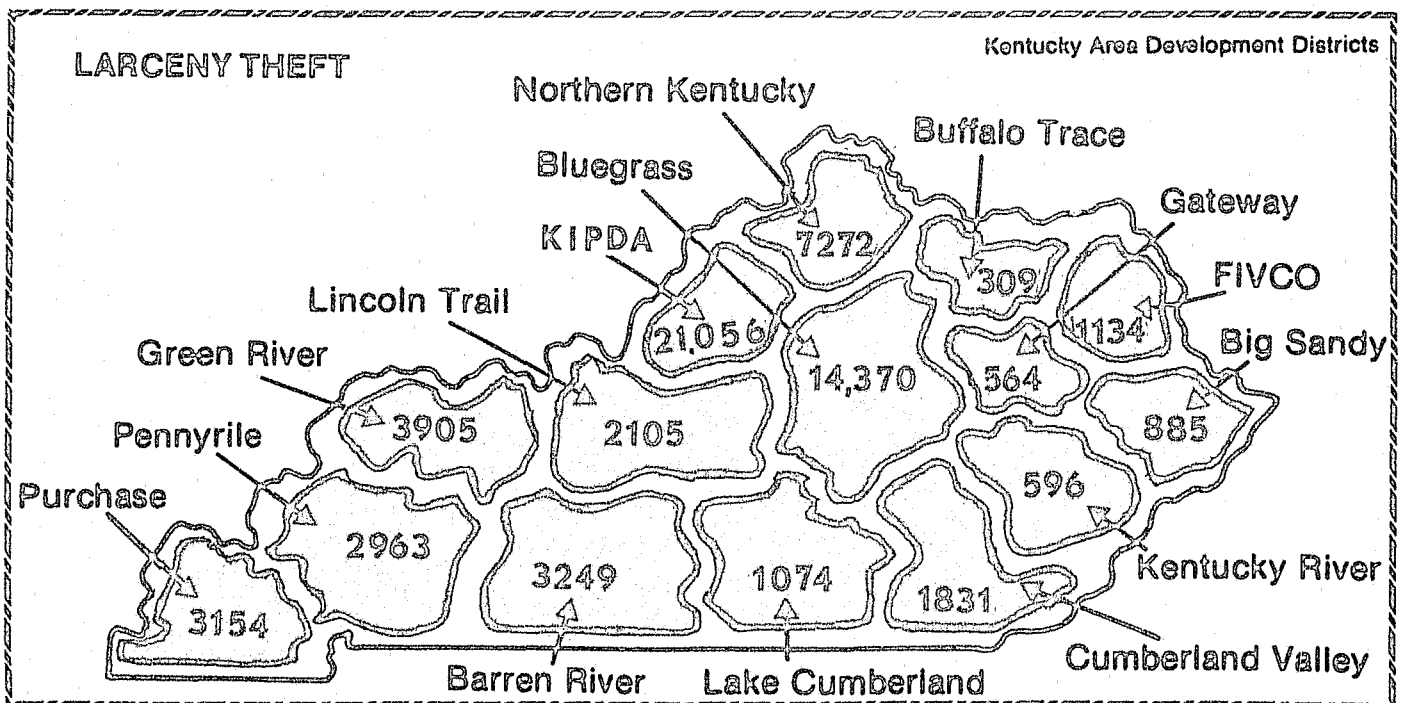 Kentucky Area Development Districts
LARCENY THEFT
Northern Kentucky
Buffalo Trace
Bluegrass
Gateway
KIPDA
7272
309
FIVCO
Lincoln Trail
21,056
1134
Big Sandy
Green River
14,370
564
3905
2105
885
Pennyrile
596
Purchase
2963
3249
1074
1831
Kentucky River
3154
Cumberland Valley
Barren River
Lake Cumberland